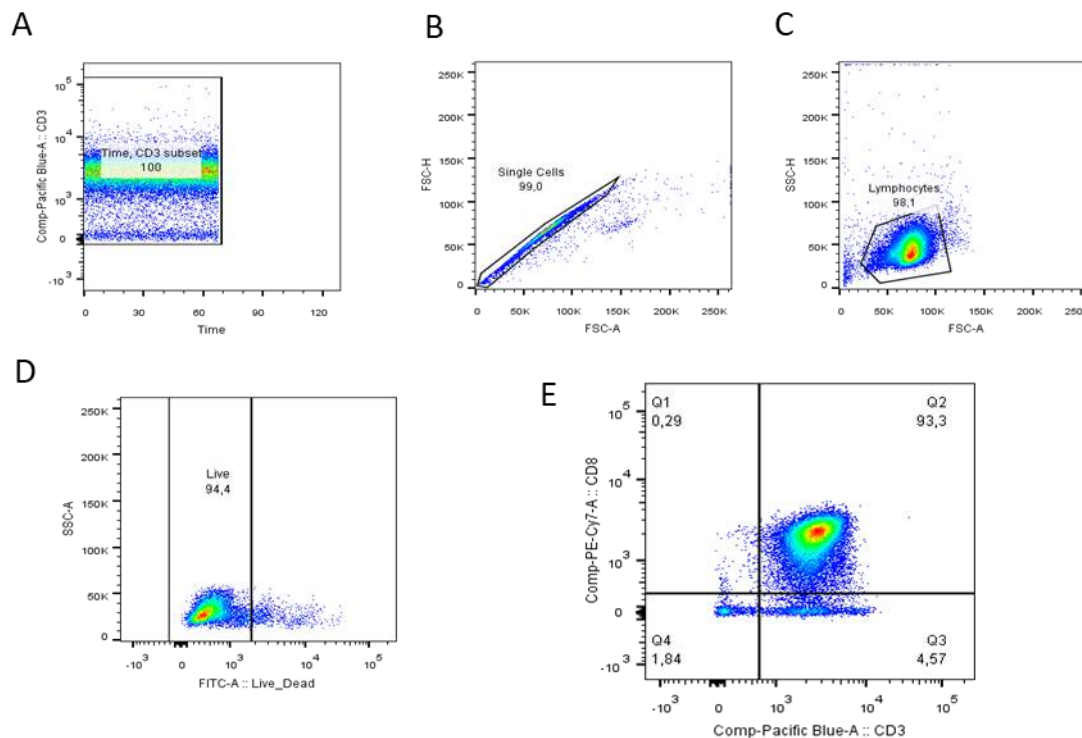 A
Comp-Pacific Blue-A :: CD3
10^5
10^4
10^3
0
-10^3
Time, CD3 subset
100
0 30 60 90 120
Time
B
FSC-H
250K
200K
150K
100K
50K
0
Single Cells
99,0
0 50K 100K 150K 200K 250K
FSC-A
C
SSC-H
250K
200K
150K
100K
50K
0
Lymphocytes
98,1
0 50K 100K 150K 200K 250K
FSC-A
D
SSC-A
250K
200K
150K
100K
50K
0
Live
94,4
-10^3 0 10^3 10^4 10^5
FITC-A :: Live_Dead
E
Comp-PE-Cy7-A :: CD8
10^5
10^4
10^3
0
-10^3
Q1
0,29
Q2
93,3
Q4
1,84
Q3
4,57
-10^3 0 10^3 10^4 10^5
Comp-Pacific Blue-A :: CD3